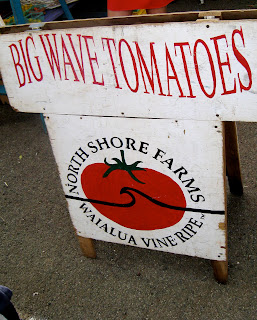 BIG WAVE TOMATOES
NORTH SHORE FARMS
WAIALUA VINE RIPE